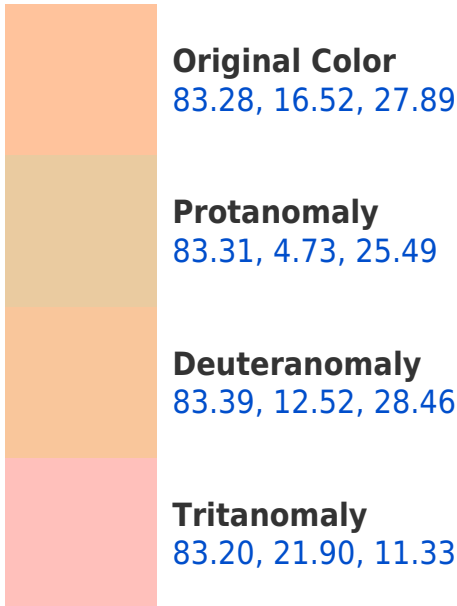 Original Color
83.28, 16.52, 27.89
Protanomaly
83.31, 4.73, 25.49
Deuteranomaly
83.39, 12.52, 28.46
Tritanomaly
83.20, 21.90, 11.33